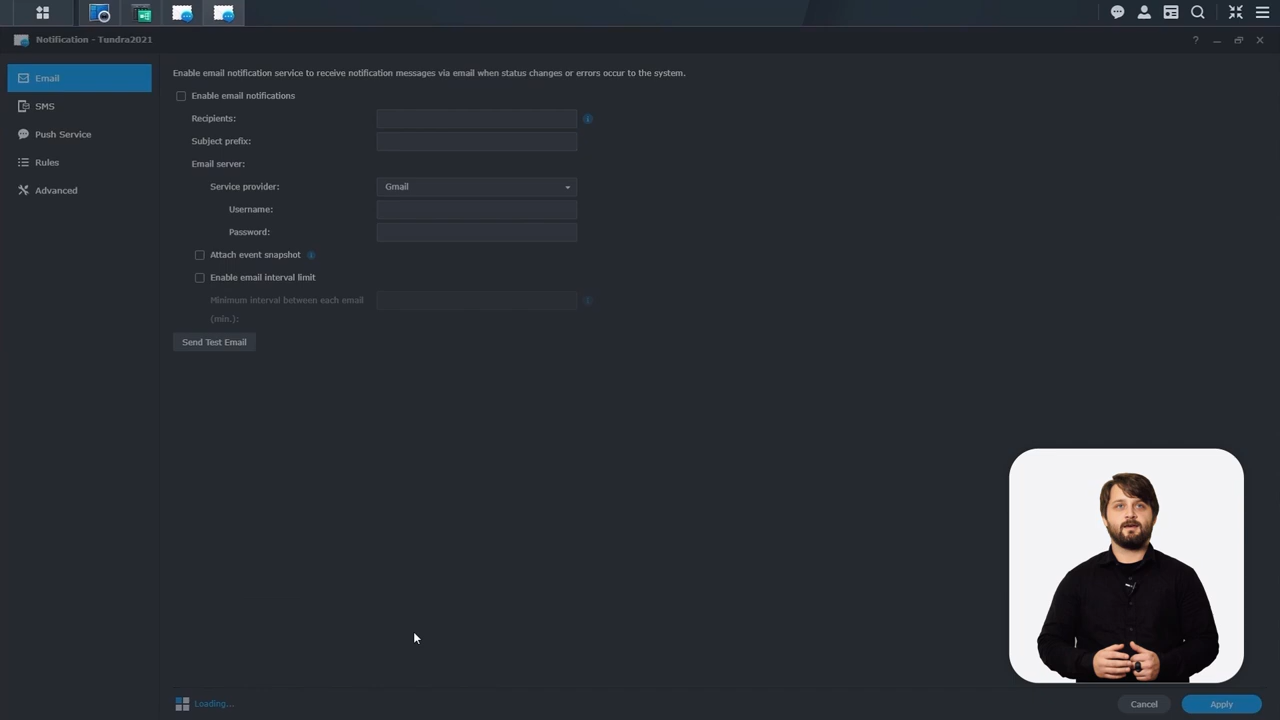 Notification - Tundra2021
Email
SMS
Push Service
Rules
Advanced
Enable email notification service to receive notification messages via email when status changes or errors occur to the system.
Enable email notifications
Recipients:
Subject prefix:
Email server:
Service provider:
Gmail
Username:
Password:
Attach event snapshot
Enable email interval limit
Minimum interval between each email
(min.):
Send Test Email
Loading...
Cancel
Apply